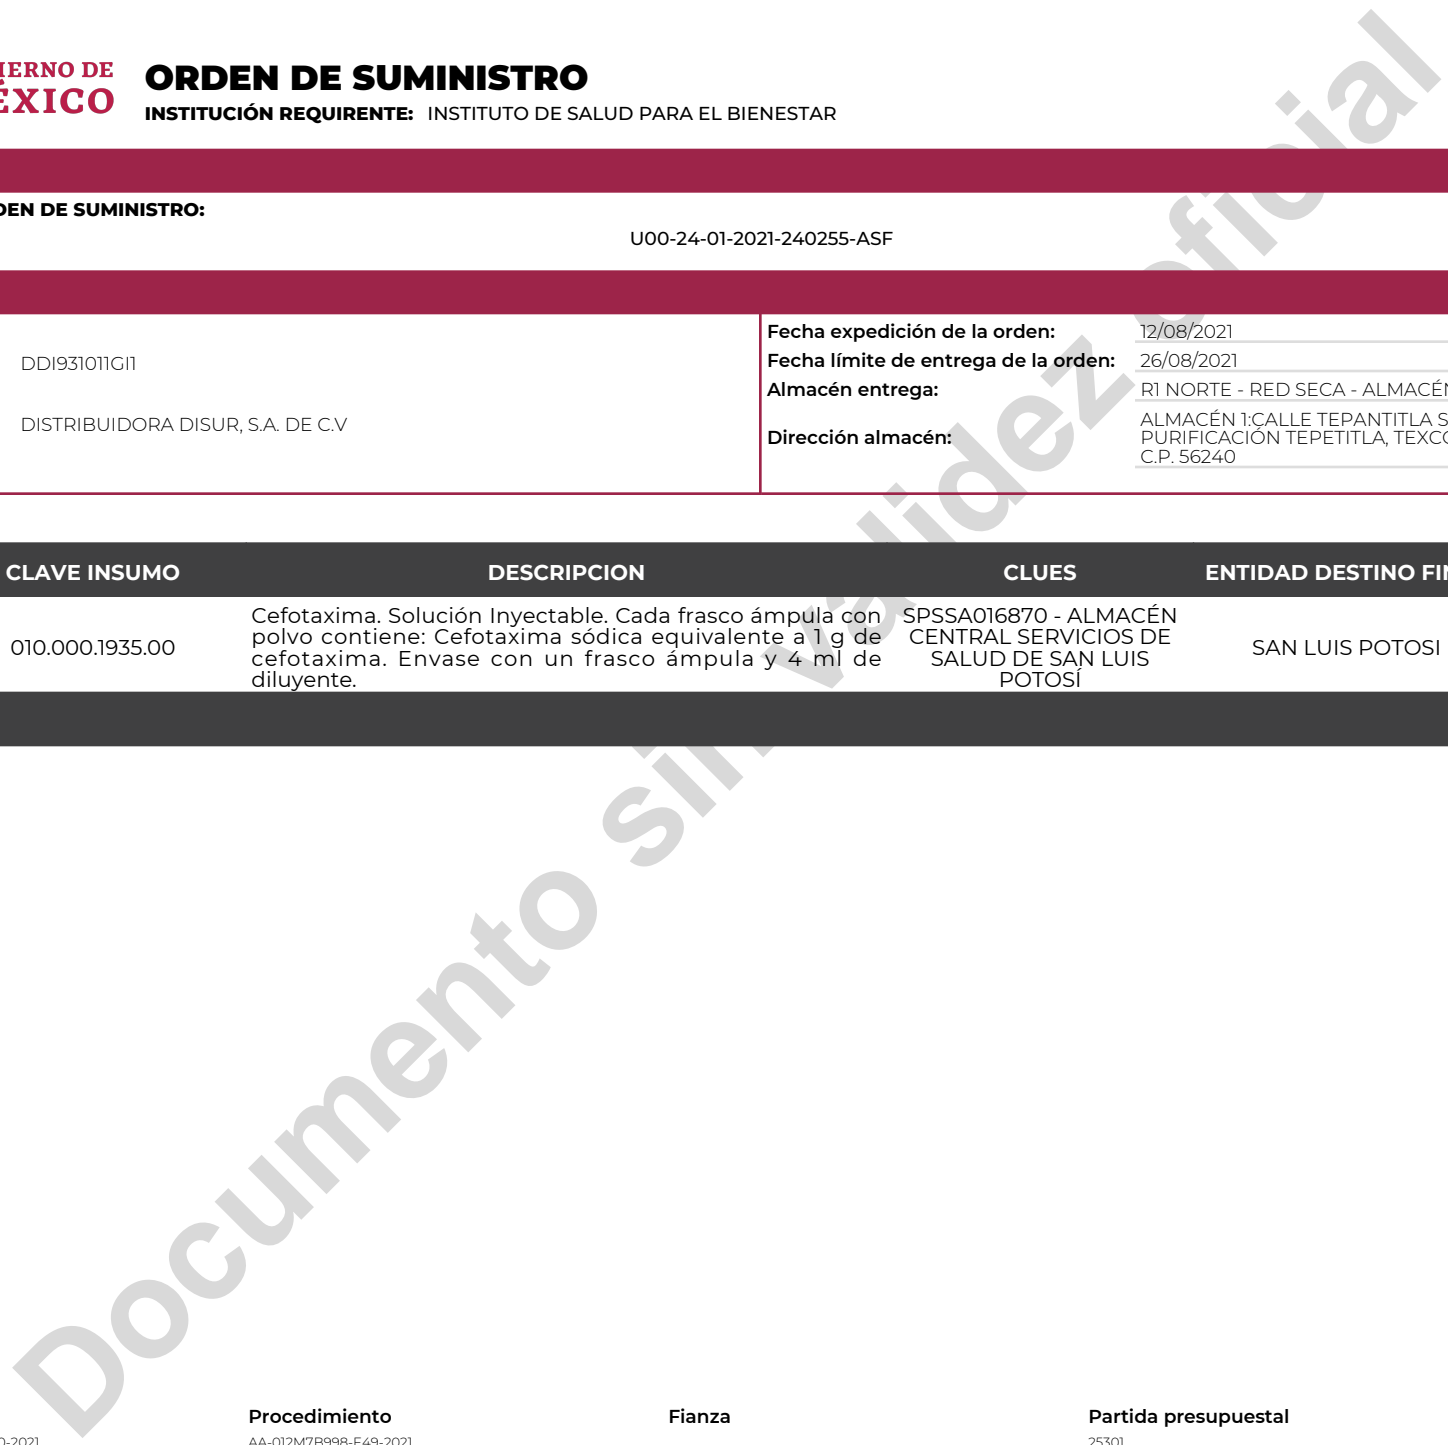 ORDEN DE SUMINISTRO
INSTITUCIÓN REQUIRENTE: INSTITUTO DE SALUD PARA EL BIENESTAR
DE
ÉXICO
DE SUMINISTRO:
U00-24-01-2021-240255-ASF
DDI931011GI1
DISTRIBUIDORA DISUR, S.A. DE C.V
Fecha expedición de la orden: 12/08/2021
Fecha límite de entrega de la orden: 26/08/2021
Almacén entrega: R1 NORTE - RED SECA - ALMACÉN
Dirección almacén: ALMACÉN 1:CALLE TEPANTITLA S
PURIFICACIÓN TEPETITLA, TEXCO
C.P. 56240
CLAVE INSUMO DESCRIPCION CLUES ENTIDAD DESTINO FIN
010.000.1935.00
Cefotaxima. Solución Inyectable. Cada frasco ámpula con
polvo contiene: Cefotaxima sódica equivalente a 1 g de
cefotaxima. Envase con un frasco ámpula y 4 ml de
diluyente.
SPSSA016870 - ALMACÉN
CENTRAL SERVICIOS DE
SALUD DE SAN LUIS
POTOSÍ
SAN LUIS POTOSI
Documento sin validez oficial
Procedimiento Fianza Partida presupuestal
-2021 AA-012M7B998-E49-2021 25301